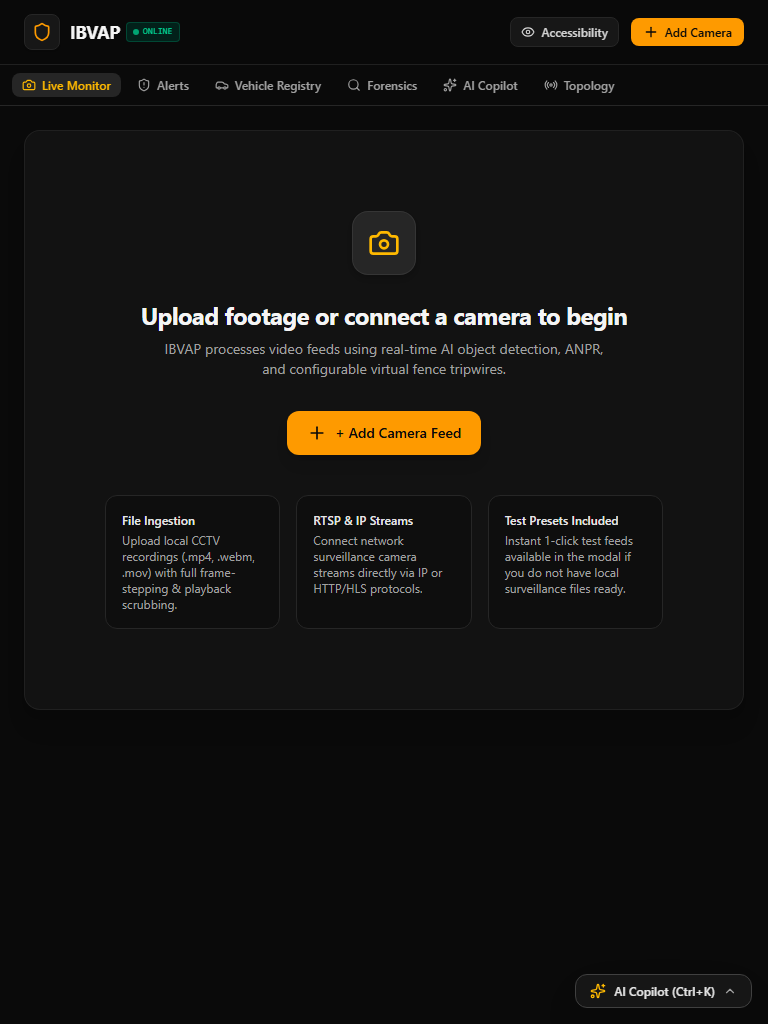 IBVAP ONLINE Accessibility + Add Camera
Live Monitor Alerts Vehicle Registry Forensics AI Copilot Topology
Upload footage or connect a camera to begin
IBVAP processes video feeds using real-time AI object detection, ANPR,
and configurable virtual fence tripwires.
+ + Add Camera Feed
File Ingestion
Upload local CCTV
recordings (.mp4, .webm,
.mov) with full frame-
stepping & playback
scrubbing.
RTSP & IP Streams
Connect network
surveillance camera
streams directly via IP or
HTTP/HLS protocols.
Test Presets Included
Instant 1-click test feeds
available in the modal if
you do not have local
surveillance files ready.
AI Copilot (Ctrl+K)